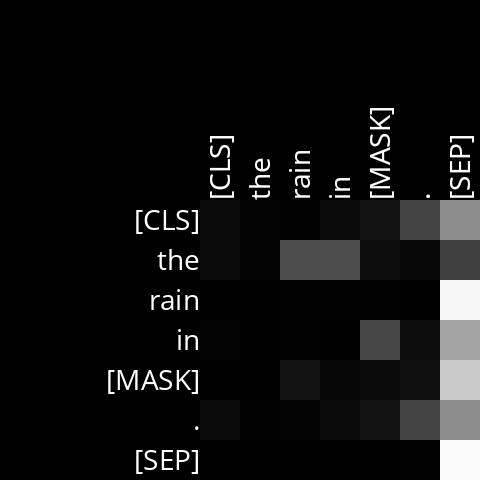 [CLS] the rain in [MASK] . [SEP]
[CLS]
the
rain
in
[MASK]
.
[SEP]